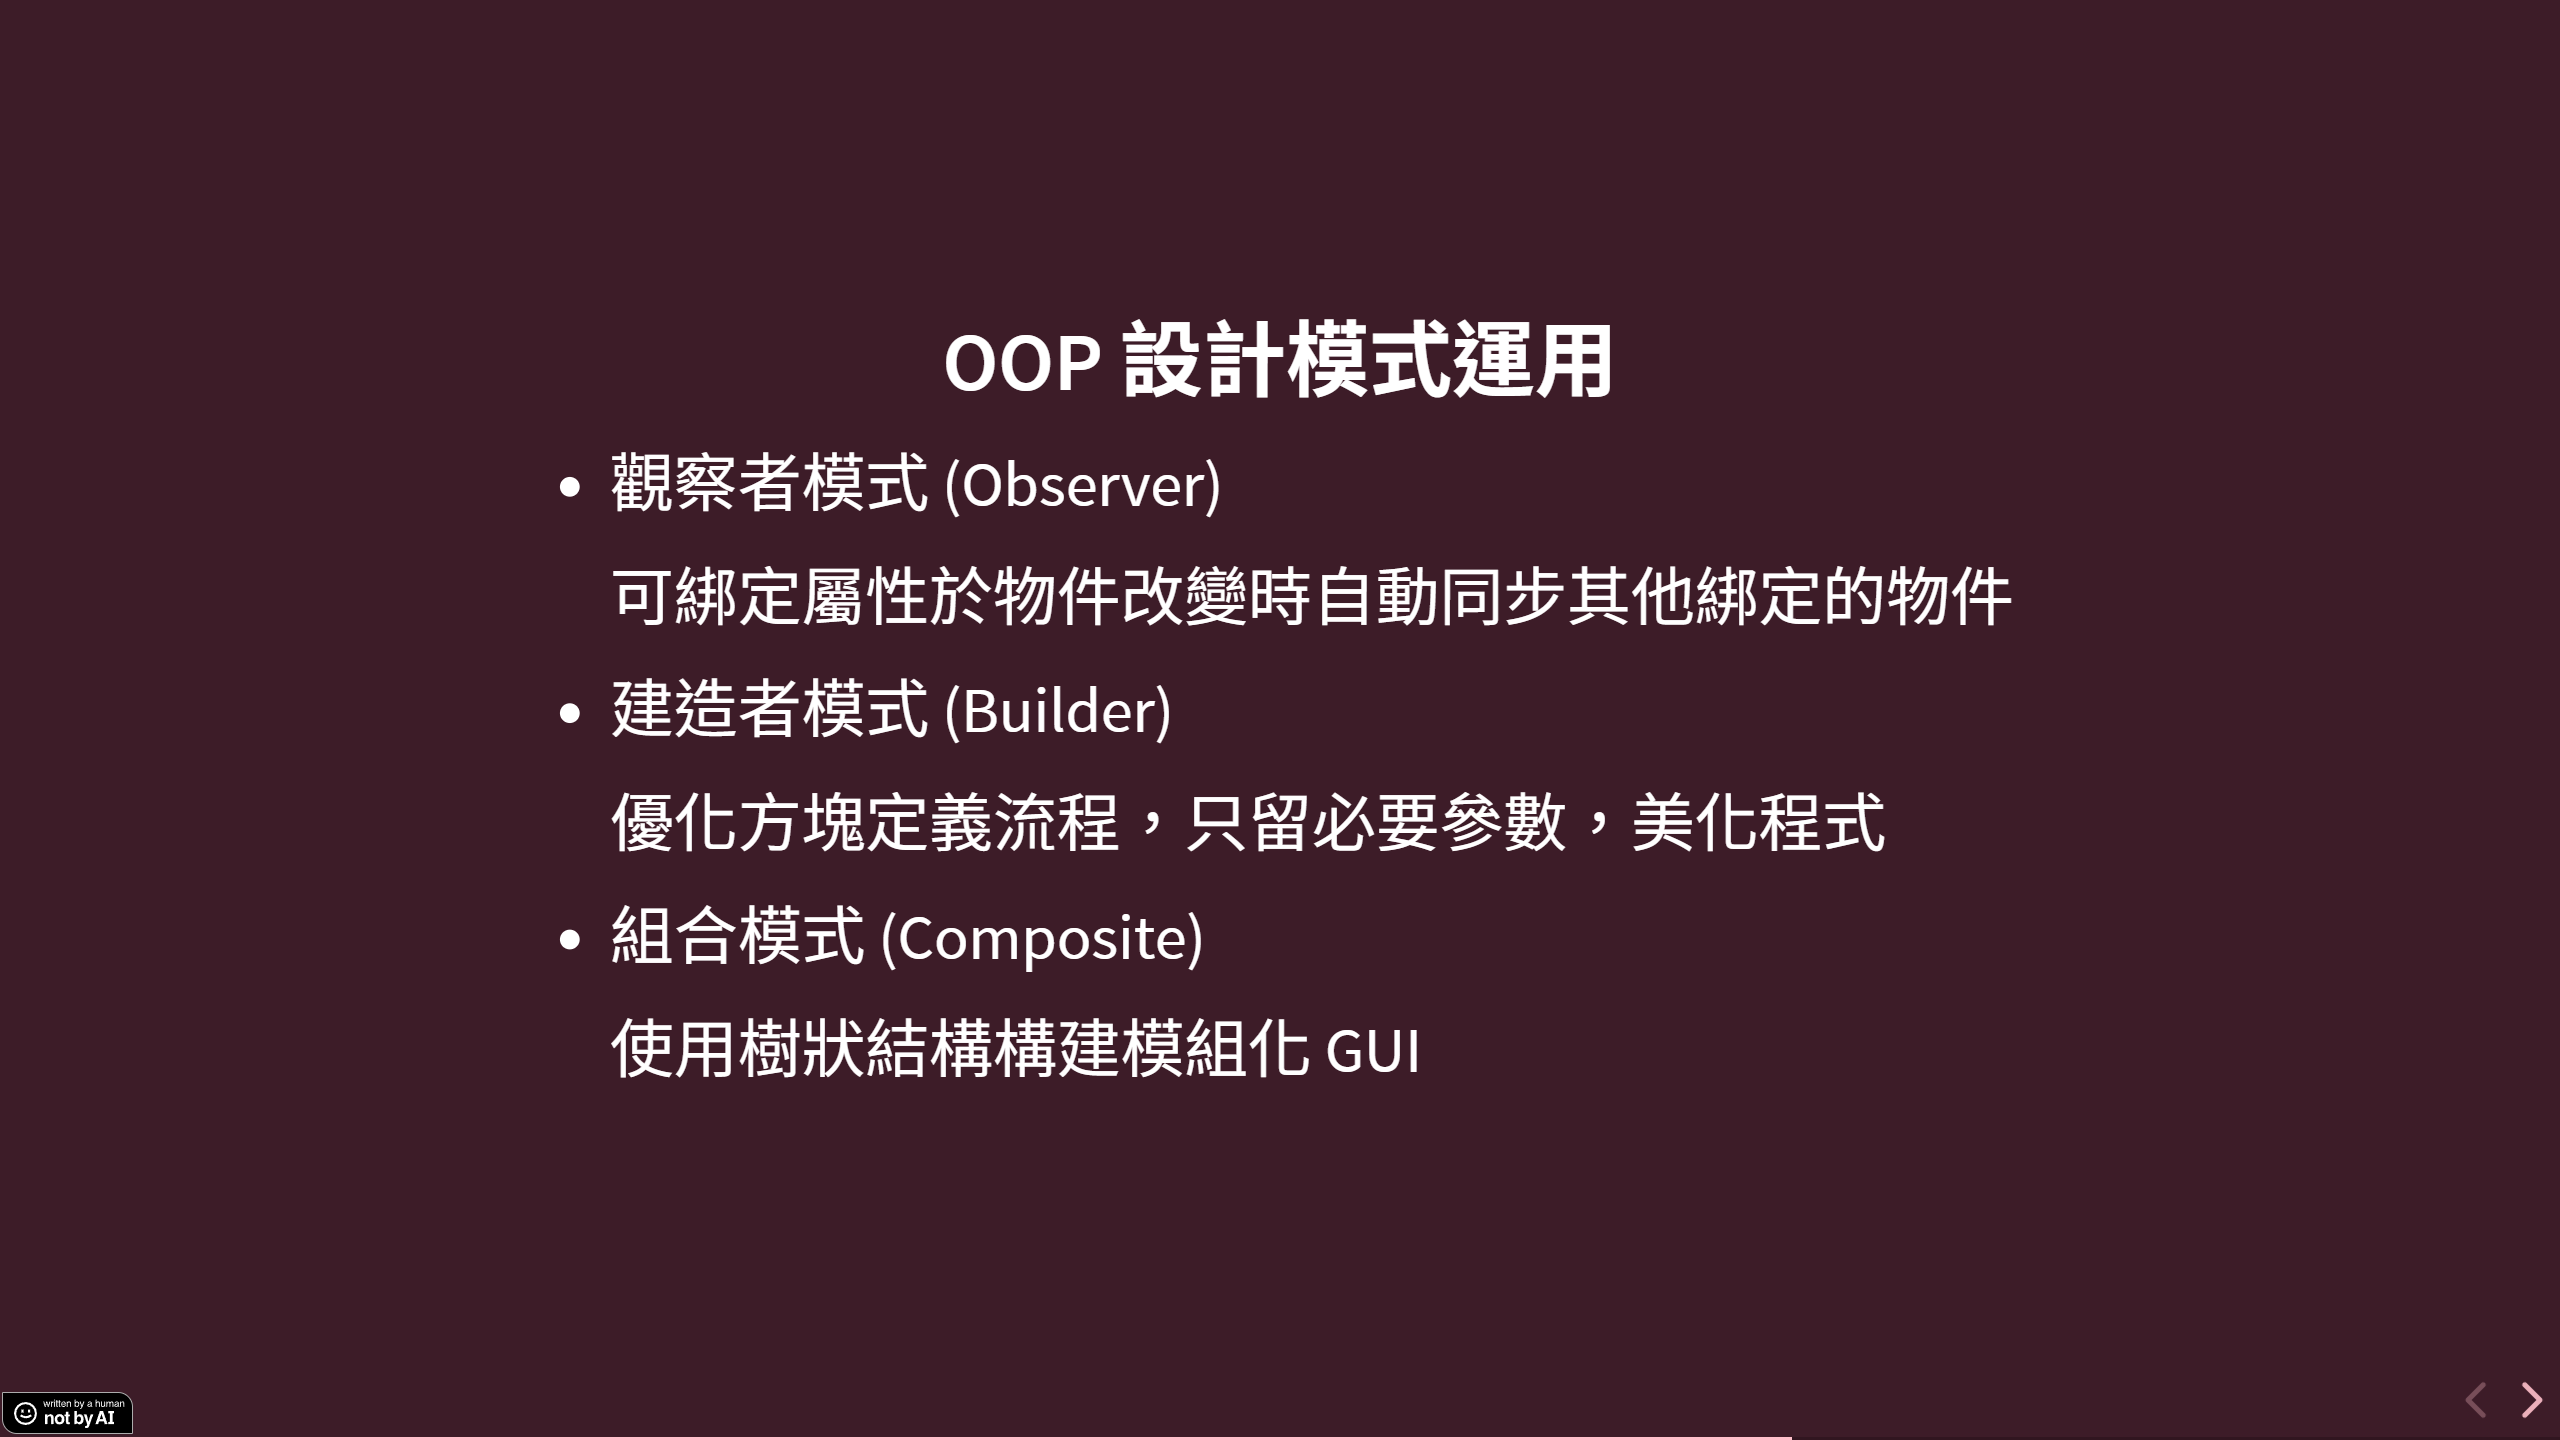 OOP 設計模式運用
• 觀察者模式 (Observer)
可綁定屬性於物件改變時自動同步其他綁定的物件
• 建造者模式 (Builder)
優化方塊定義流程，只留必要參數，美化程式
• 組合模式 (Composite)
使用樹狀結構構建模組化 GUI
written by a human
not by AI